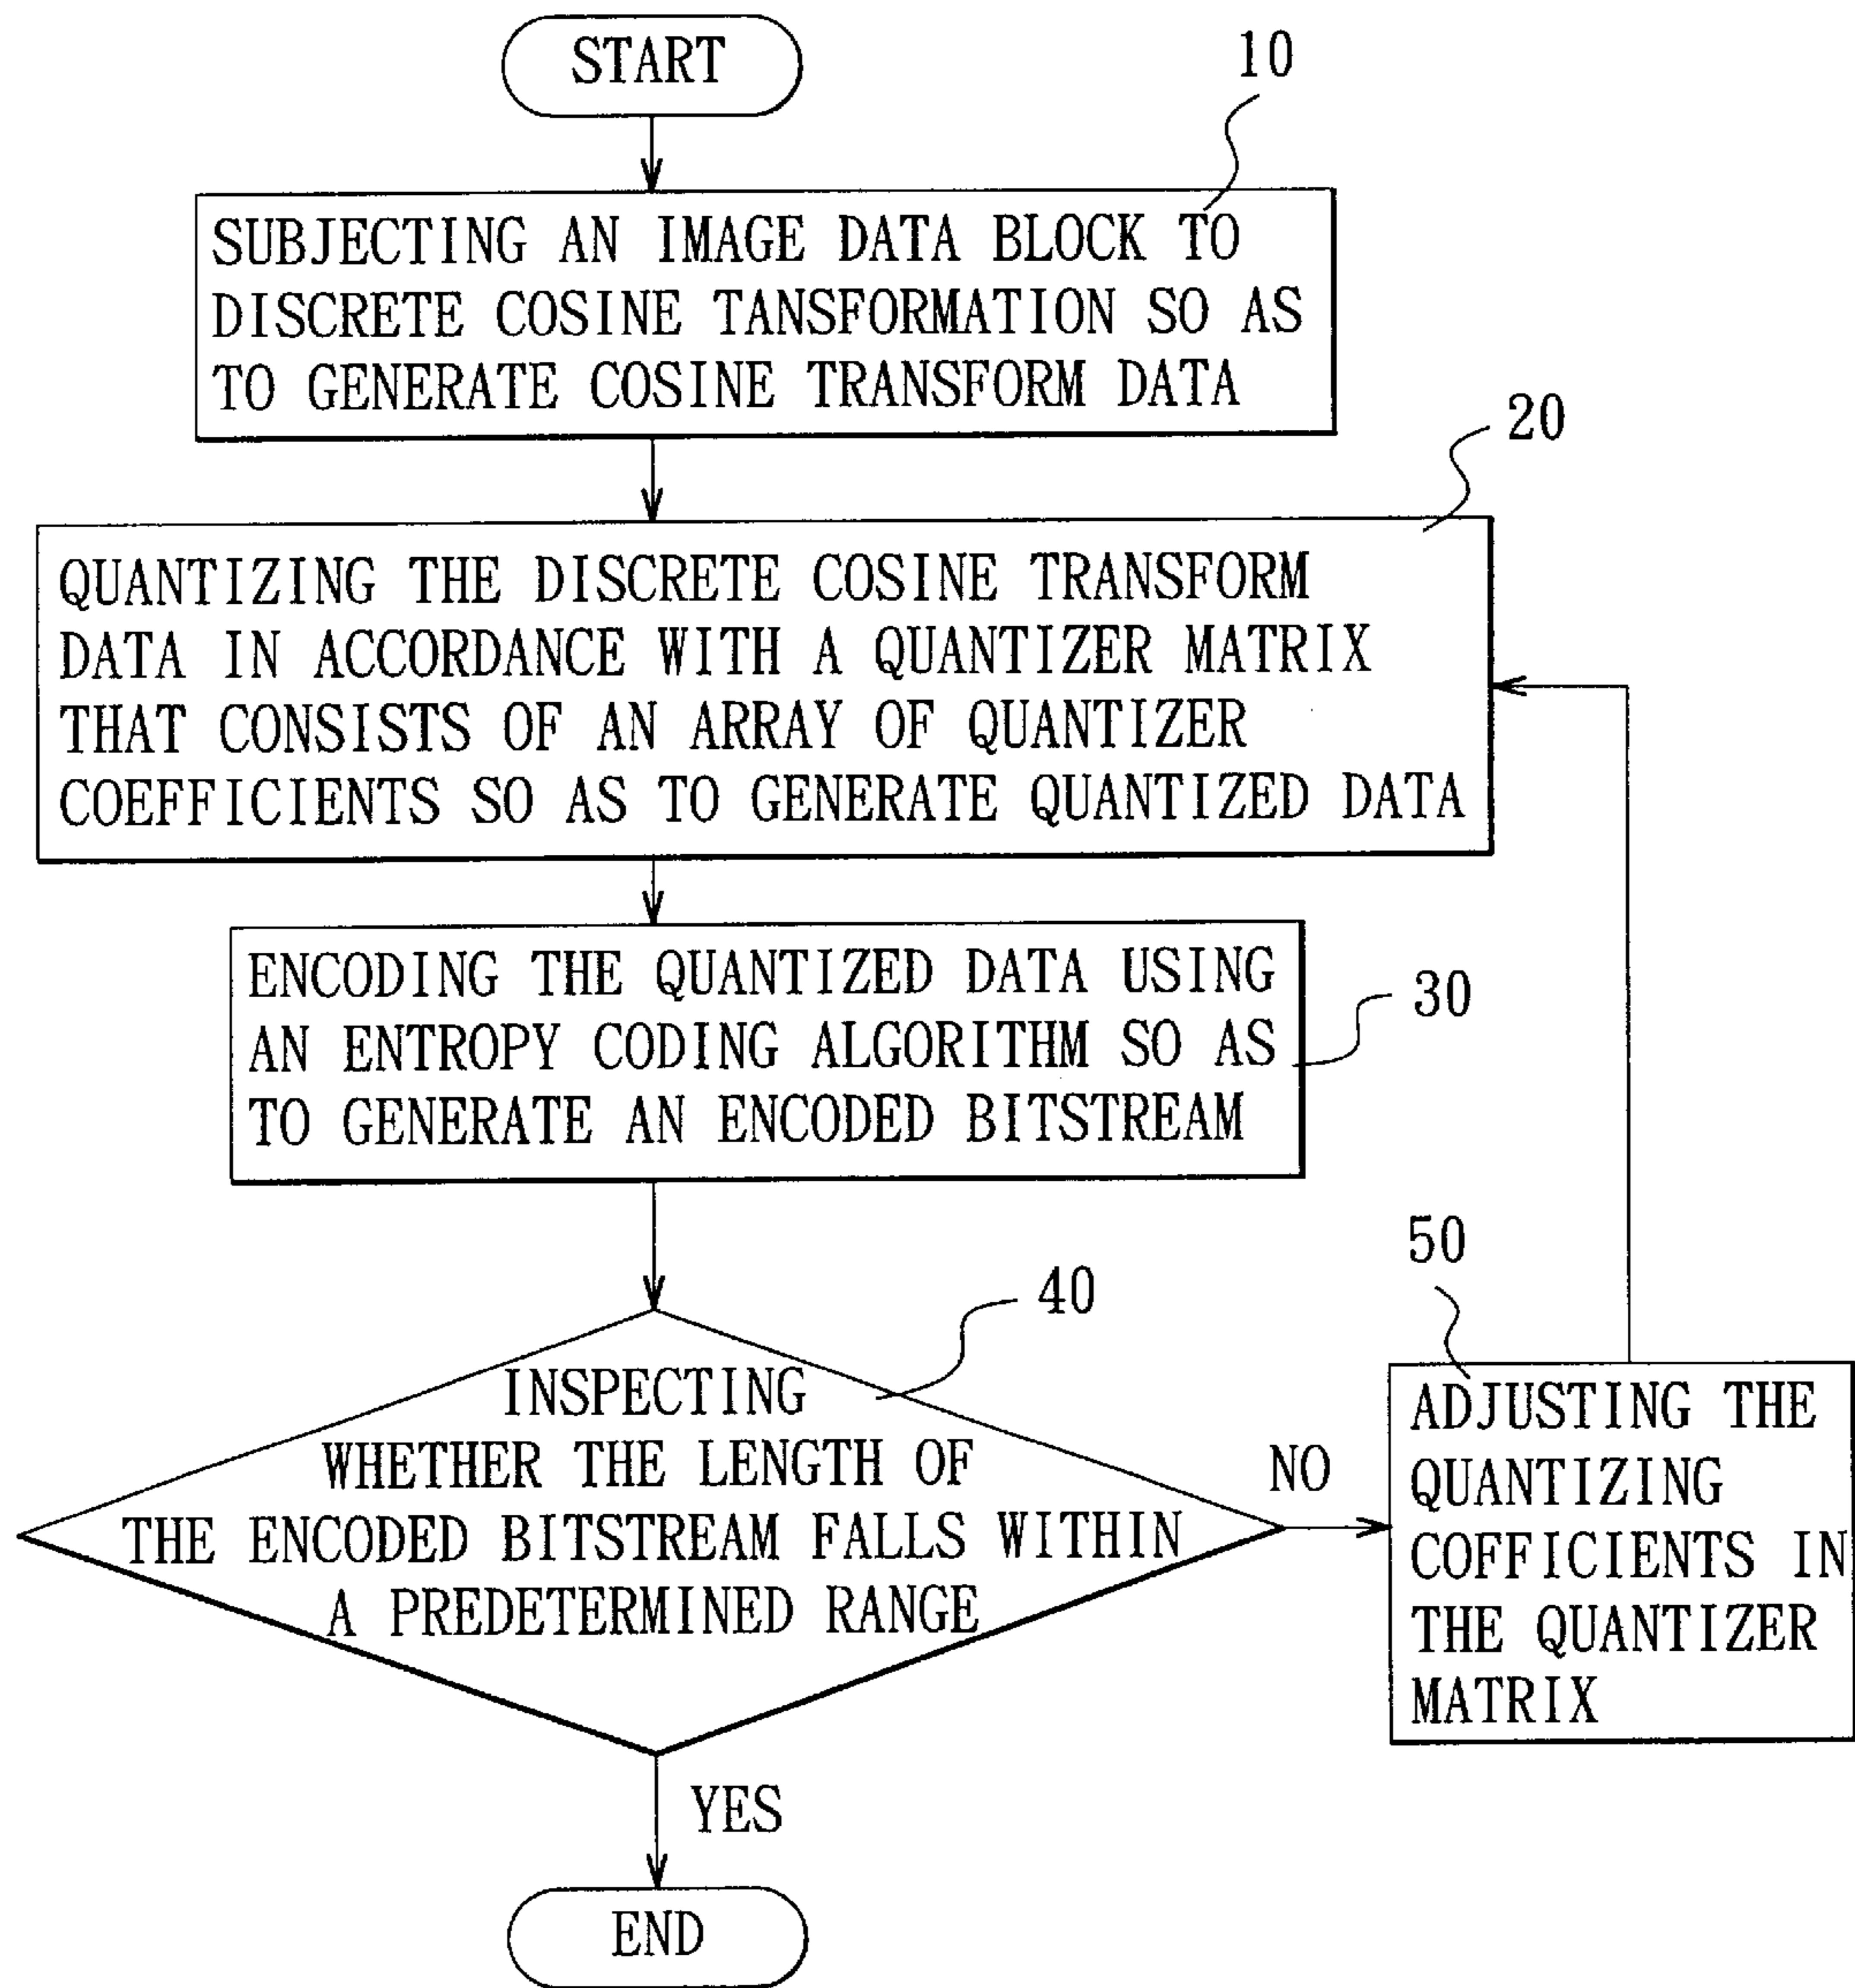 START
10
SUBJECTING AN IMAGE DATA BLOCK TO
DISCRETE COSINE TANSFORMATION SO AS
TO GENERATE COSINE TRANSFORM DATA
20
QUANTIZING THE DISCRETE COSINE TRANSFORM
DATA IN ACCORDANCE WITH A QUANTIZER MATRIX
THAT CONSISTS OF AN ARRAY OF QUANTIZER
COEFFICIENTS SO AS TO GENERATE QUANTIZED DATA
ENCODING THE QUANTIZED DATA USING
AN ENTROPY CODING ALGORITHM SO AS
TO GENERATE AN ENCODED BITSTREAM
30
40
INSPECTING
WHETHER THE LENGTH OF
THE ENCODED BITSTREAM FALLS WITHIN
A PREDETERMINED RANGE
NO
50
ADJUSTING THE
QUANTIZING
COFFICIENTS IN
THE QUANTIZER
MATRIX
YES
END